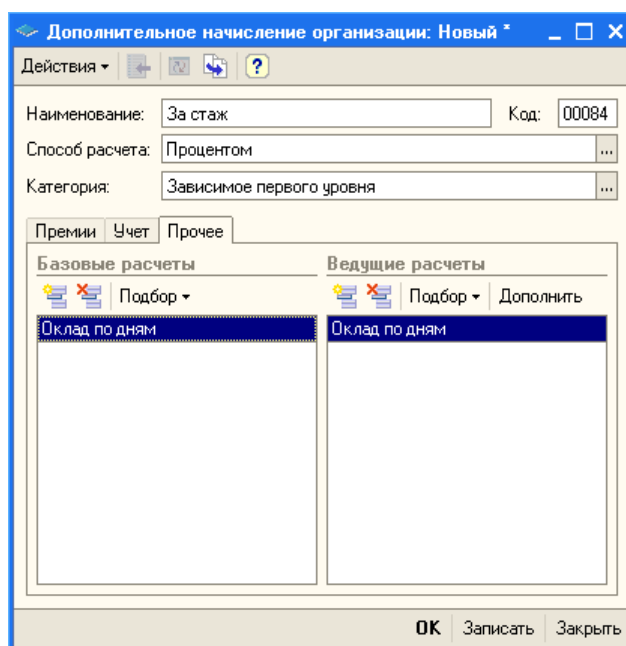 Дополнительное начисление организации: Новый *
Действия
Наименование: За стаж Код: 00084
Способ расчета: Процентом ...
Категория: Зависимое первого уровня ...
Премии Учет Прочее
Базовые расчеты Ведущие расчеты
Подбор Подбор Дополнить
Оклад по дням Оклад по дням
OK Записать Закрыть